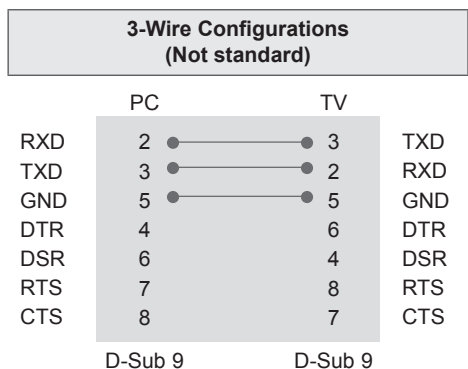 3-Wire Configurations
(Not standard)
PC TV
RXD 2 3 TXD
TXD 3 2 RXD
GND 5 5 GND
DTR 4 6 DTR
DSR 6 4 DSR
RTS 7 8 RTS
CTS 8 7 CTS
D-Sub 9 D-Sub 9